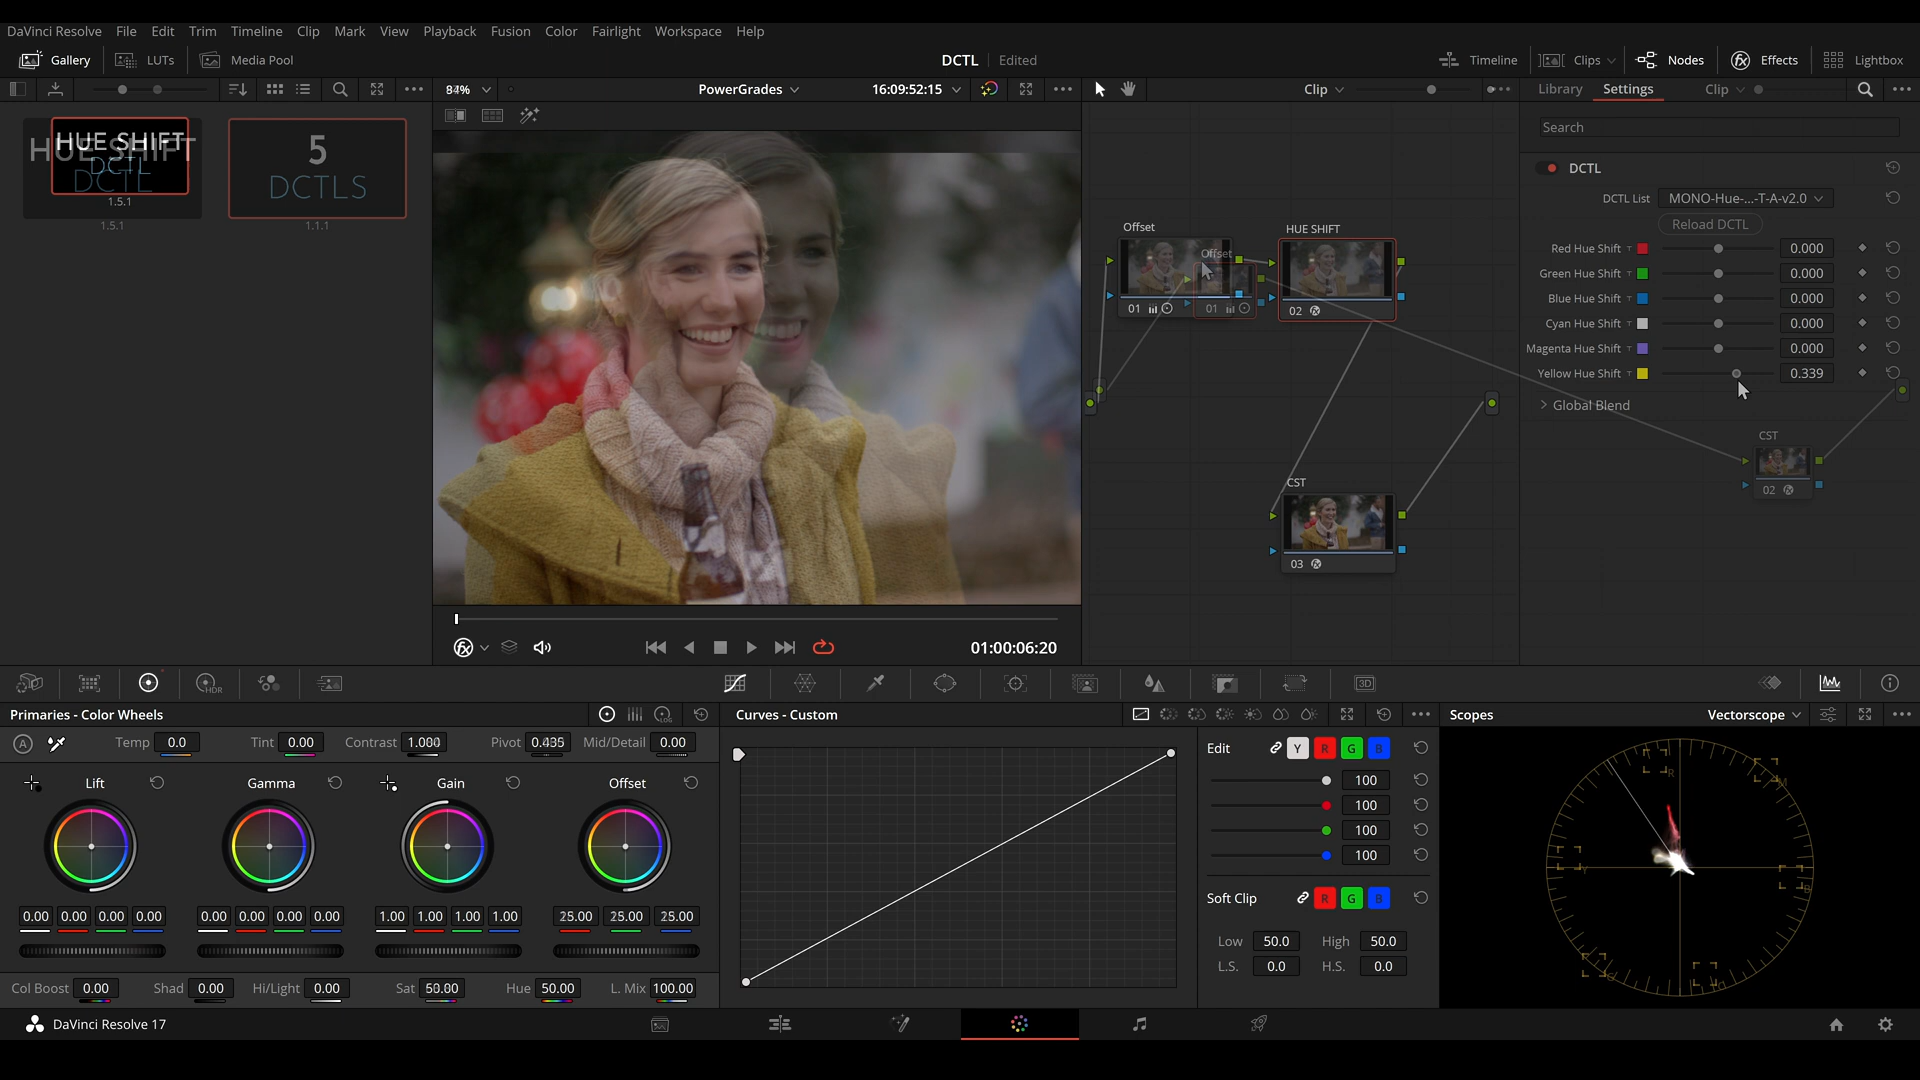 DaVinci Resolve File Edit Trim Timeline Clip Mark View Playback Fusion Color Fairlight Workspace Help
Gallery LUTs Media Pool DCTL Edited Timeline Clips Nodes Effects Lightbox
PowerGrades 16:09:52:15 Clip Library Settings Clip
Search
HUE SHIFT
DCTL
1.5.1
HUE SHIFT
DCTL
1.5.1
5
DCTLS
1.1.1
Offset
01
Offset
01
HUE SHIFT
02
CST
03
CST
02
DCTL
DCTL List MONO-Hue-...-T-A-v2.0
Reload DCTL
Red Hue Shift 0.000
Green Hue Shift 0.000
Blue Hue Shift 0.000
Cyan Hue Shift 0.000
Magenta Hue Shift 0.000
Yellow Hue Shift 0.339
Global Blend
01:00:06:20
HDR 3D
Primaries - Color Wheels LOG Curves - Custom Scopes Vectorscope
A Temp 0.0 Tint 0.00 Contrast Pivot Mid/Detail 0.00
Lift Gamma Gain Offset
0.00 0.00 0.00 0.00 0.00 0.00 0.00 0.00 1.00 1.00 1.00 1.00 25.00 25.00 25.00
Col Boost 0.00 Shad 0.00 Hi/Light 0.00 Sat 50.00 Hue 50.00 L. Mix 100.00
Edit Y R G B
100
100
100
100
Soft Clip R G B
Low 50.0 High 50.0
L.S. 0.0 H.S. 0.0
R
M
B
Y
DaVinci Resolve 17